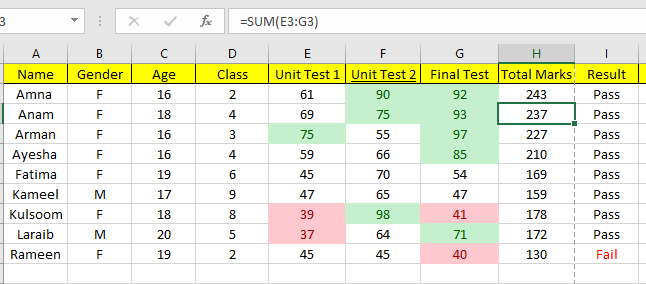 3 =SUM(E3:G3)
A B C D E F G H I
Name Gender Age Class Unit Test 1 Unit Test 2 Final Test Total Marks Result
Amna F 16 2 61 90 92 243 Pass
Anam F 18 4 69 75 93 237 Pass
Arman F 16 3 75 55 97 227 Pass
Ayesha F 16 4 59 66 85 210 Pass
Fatima F 19 6 45 70 54 169 Pass
Kameel M 17 9 47 65 47 159 Pass
Kulsoom F 18 8 39 98 41 178 Pass
Laraib M 20 5 37 64 71 172 Pass
Rameen F 19 2 45 45 40 130 Fail